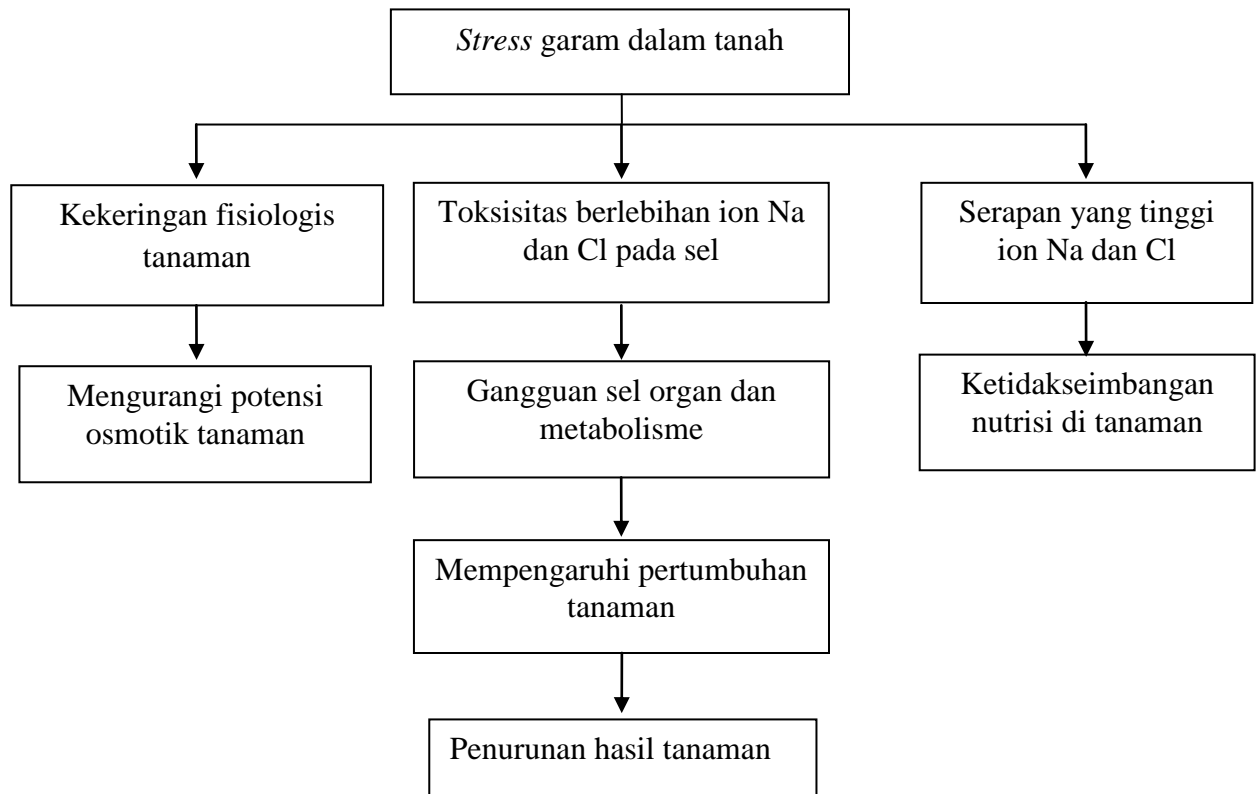 Stress garam dalam tanah
Kekeringan fisiologis
tanaman
Toksisitas berlebihan ion Na
dan Cl pada sel
Serapan yang tinggi
ion Na dan Cl
Mengurangi potensi
osmotik tanaman
Gangguan sel organ dan
metabolisme
Ketidakseimbangan
nutrisi di tanaman
Mempengaruhi pertumbuhan
tanaman
Penurunan hasil tanaman